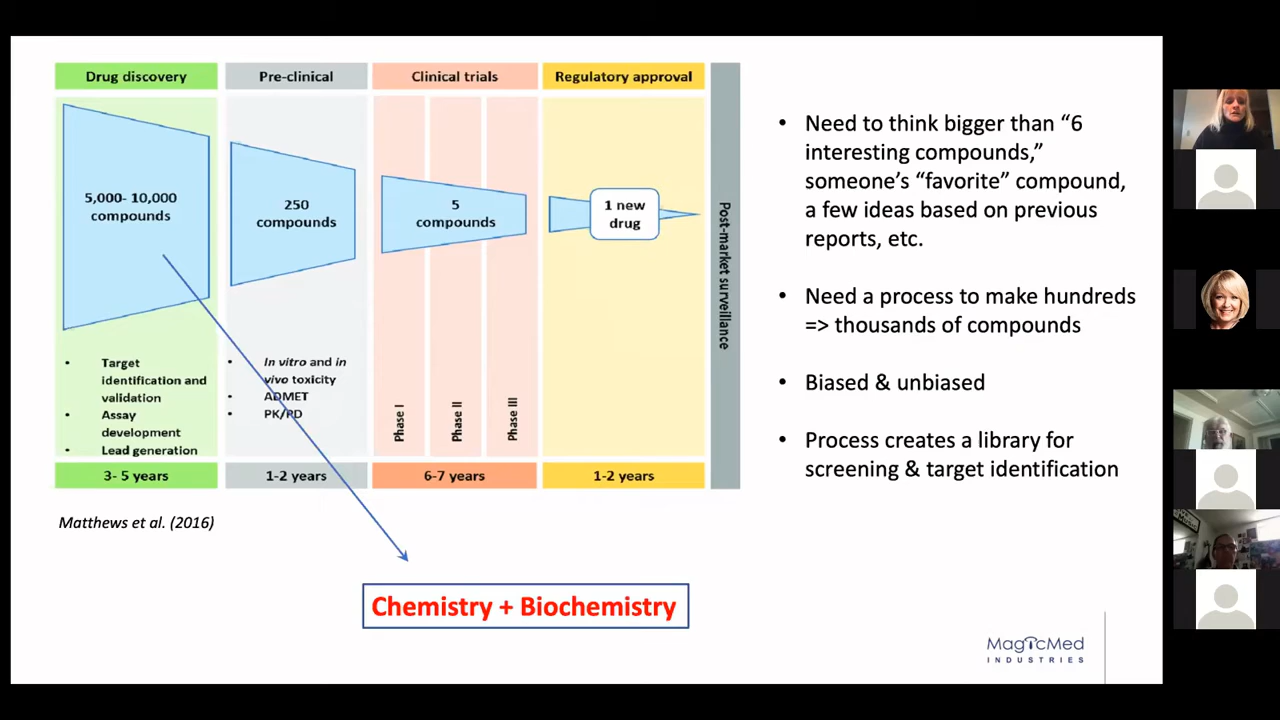 Drug discovery
Pre-clinical
Clinical trials
Regulatory approval
5,000- 10,000
compounds
250
compounds
5
compounds
1 new
drug
Post-market surveillance
• Target
identification and
validation
• Assay
development
• Lead generation
• In vitro and in
vivo toxicity
• ADMET
• PK/PD
Phase I
Phase II
Phase III
3- 5 years
1-2 years
6-7 years
1-2 years
Matthews et al. (2016)
Chemistry + Biochemistry
• Need to think bigger than “6
interesting compounds,”
someone’s “favorite” compound,
a few ideas based on previous
reports, etc.
• Need a process to make hundreds
=> thousands of compounds
• Biased & unbiased
• Process creates a library for
screening & target identification
MagicMed
INDUSTRIES